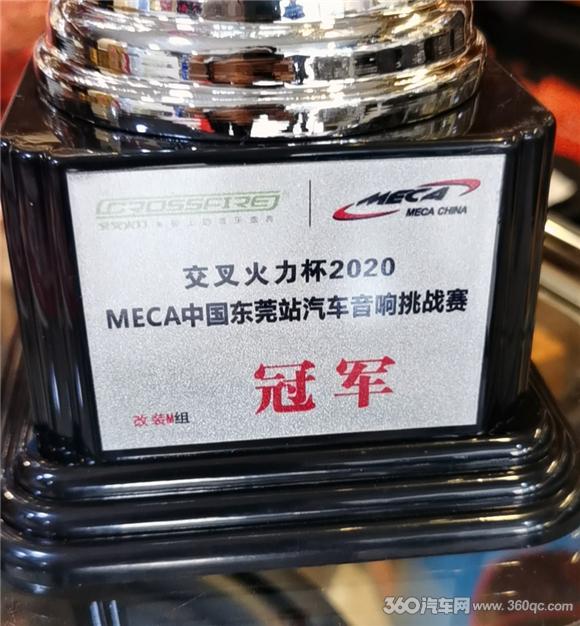 CROSSFIRE
MECA
MECA CHINA
交叉火力杯2020
MECA中国东莞站汽车音响挑战赛
冠军
改装M组
360汽车网 www.360qc.com